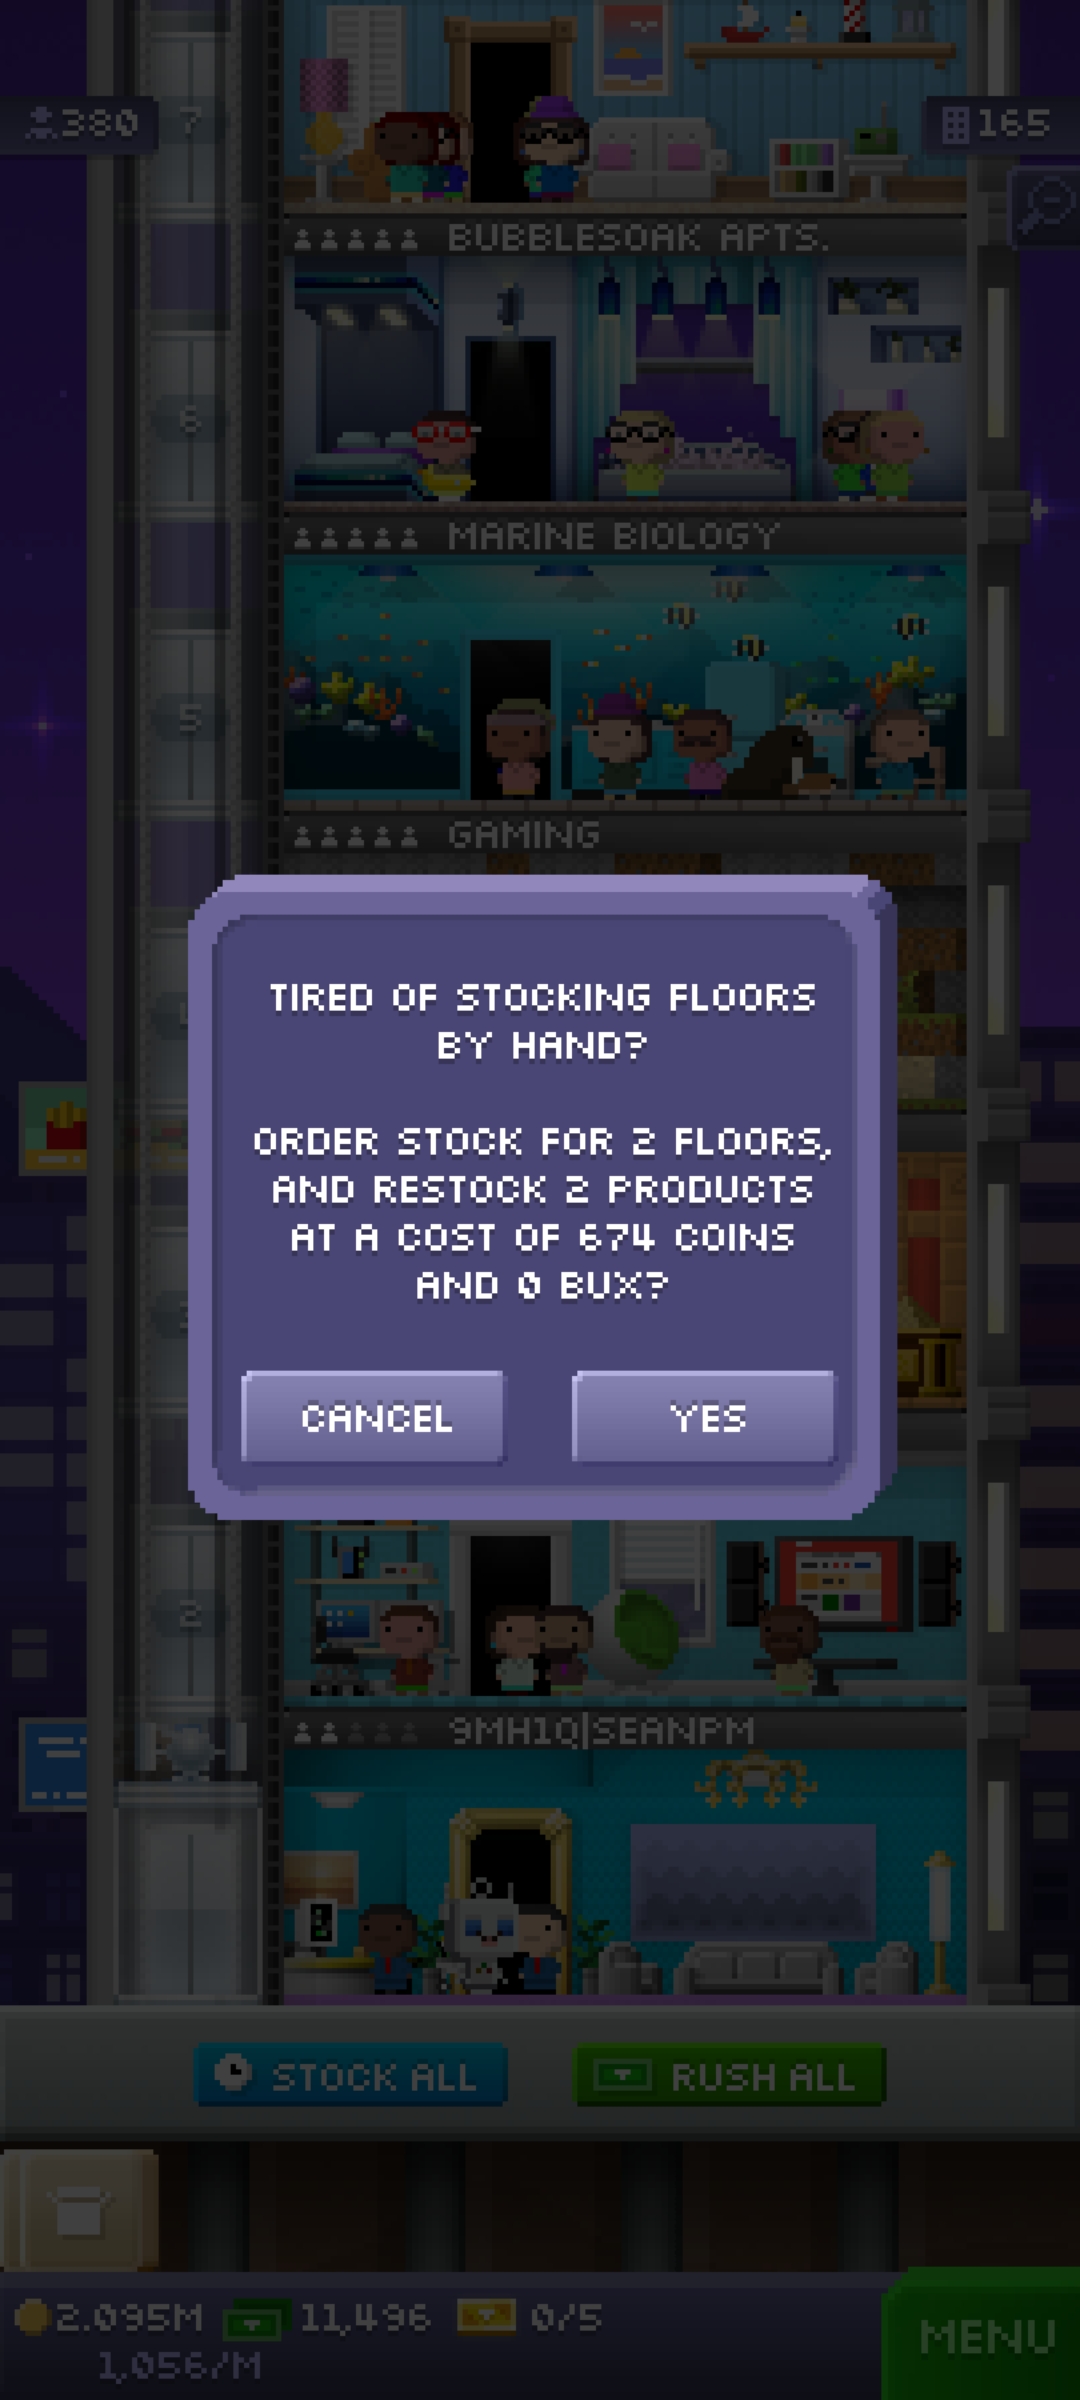 380
7
165
BUBBLESOAK APTS.
6
MARINE BIOLOGY
5
GAMING
TIRED OF STOCKING FLOORS
BY HAND?
ORDER STOCK FOR 2 FLOORS,
AND RESTOCK 2 PRODUCTS
AT A COST OF 674 COINS
AND 0 BUX?
CANCEL
YES
2
9MH1Q|SEANPM
STOCK ALL
RUSH ALL
2.095M
11,496
0/5
1,056/M
MENU